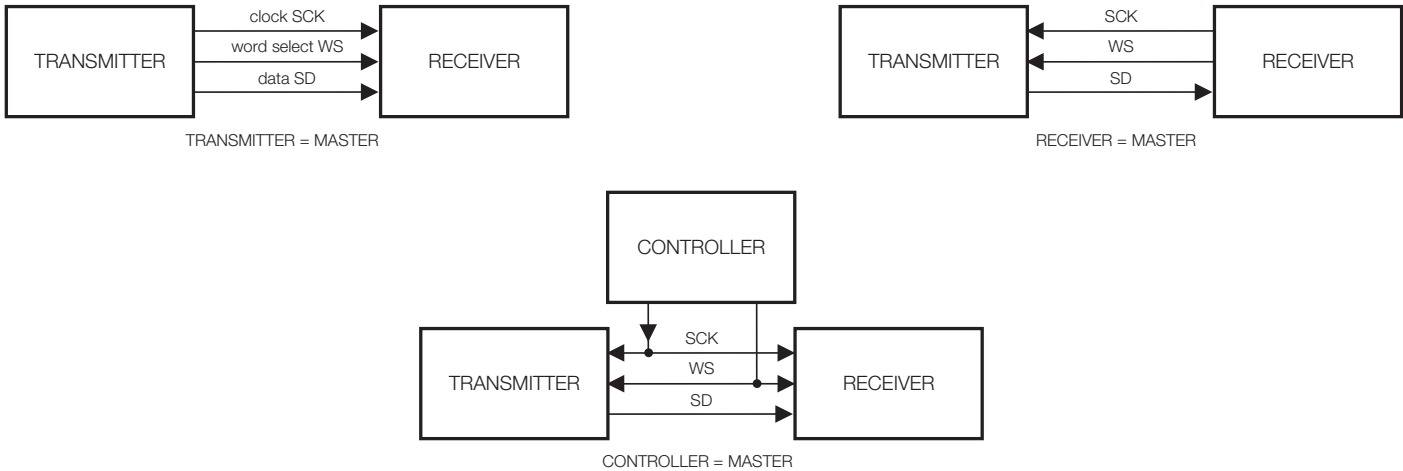 TRANSMITTER
clock SCK
word select WS
data SD
RECEIVER
TRANSMITTER = MASTER
TRANSMITTER
SCK
WS
SD
RECEIVER
RECEIVER = MASTER
CONTROLLER
TRANSMITTER
SCK
WS
SD
RECEIVER
CONTROLLER = MASTER